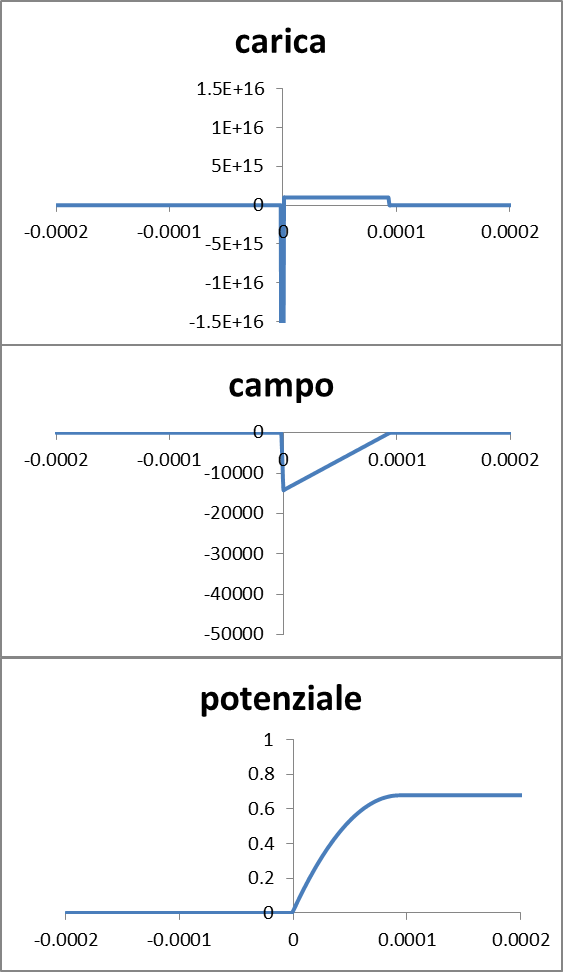 carica
1.5E+16
1E+16
5E+15
0
-0.0002 -0.0001 0 0.0001 0.0002
-5E+15
-1E+16
-1.5E+16
campo
0
-0.0002 -0.0001 0 0.0001 0.0002
-10000
-20000
-30000
-40000
-50000
potenziale
1
0.8
0.6
0.4
0.2
0
-0.0002 -0.0001 0 0.0001 0.0002